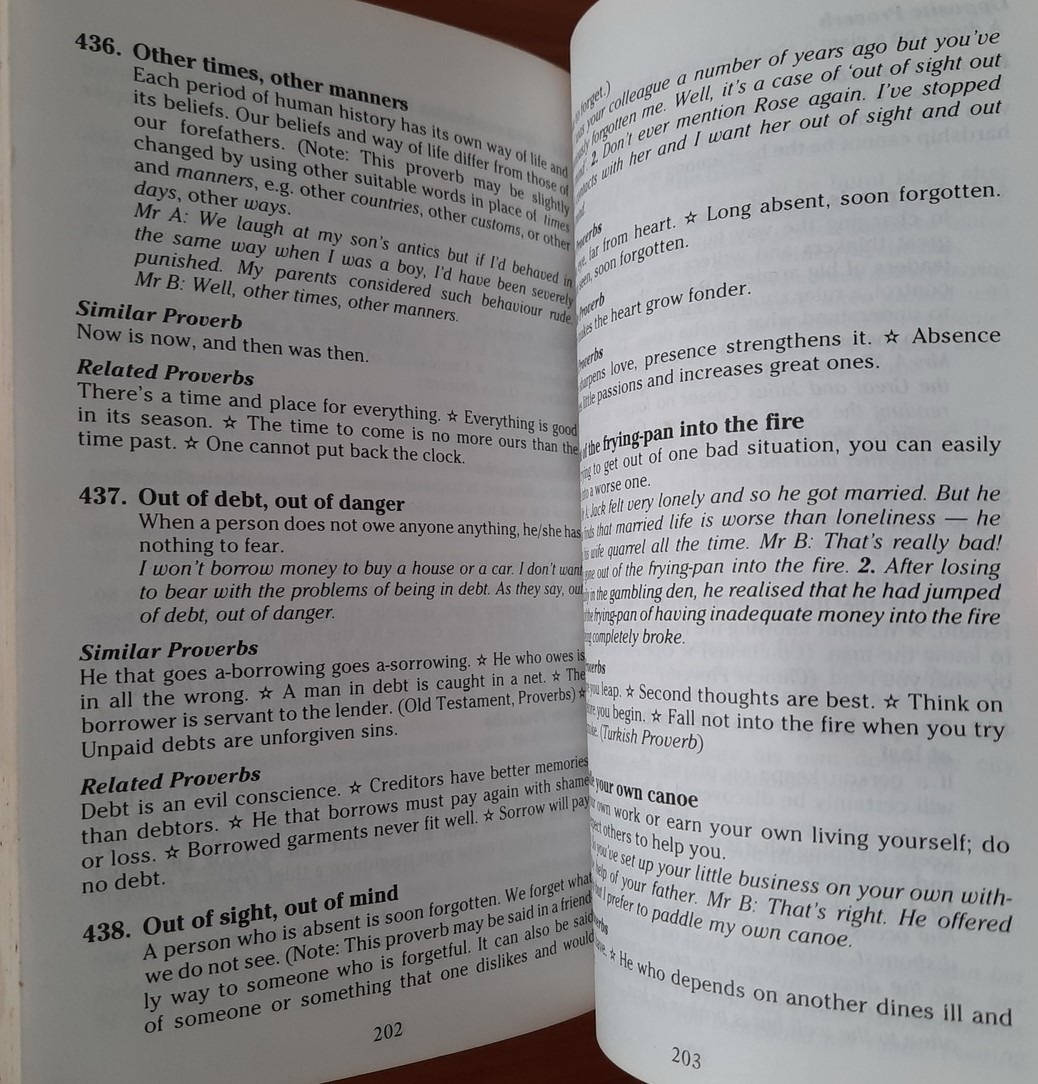 436. Other times, other manners
Each period of human history has its own way of life and
its beliefs. Our beliefs and way of life differ from those of
our forefathers. (Note: This proverb may be slightly
changed by using other suitable words in place of times
and manners, e.g. other countries, other customs, or other
days, other ways.
Mr A: We laugh at my son's antics but if I'd behaved in
the same way when I was a boy, I'd have been severely
punished. My parents considered such behaviour rude.
Mr B: Well, other times, other manners.
Similar Proverb
Now is now, and then was then.
Related Proverbs
There's a time and place for everything. ☆ Everything is good
in its season. ☆ The time to come is no more ours than the
time past. ☆ One cannot put back the clock.
437. Out of debt, out of danger
When a person does not owe anyone anything, he/she has
nothing to fear.
I won't borrow money to buy a house or a car. I don't want
to bear with the problems of being in debt. As they say, out
of debt, out of danger.
Similar Proverbs
He that goes a-borrowing goes a-sorrowing. ☆ He who owes is
in all the wrong. ☆ A man in debt is caught in a net. ☆ The
borrower is servant to the lender. (Old Testament, Proverbs) ☆
Unpaid debts are unforgiven sins.
Related Proverbs
Debt is an evil conscience. ☆ Creditors have better memories
than debtors. ☆ He that borrows must pay again with shame
or loss. ☆ Borrowed garments never fit well. ☆ Sorrow will pay
no debt.
438. Out of sight, out of mind
A person who is absent is soon forgotten. We forget what
we do not see. (Note: This proverb may be said in a friend
ly way to someone who is forgetful. It can also be said
of someone or something that one dislikes and would
202
forget.)
your colleague a number of years ago but you've
forgotten me. Well, it's a case of 'out of sight out
2. Don't ever mention Rose again. I've stopped
with her and I want her out of sight and out
far from heart. ☆ Long absent, soon forgotten.
soon forgotten.
the heart grow fonder.
love, presence strengthens it. ☆ Absence
little passions and increases great ones.
of the frying-pan into the fire
to get out of one bad situation, you can easily
a worse one.
Jack felt very lonely and so he got married. But he
that married life is worse than loneliness — he
wife quarrel all the time. Mr B: That's really bad!
out of the frying-pan into the fire. 2. After losing
in the gambling den, he realised that he had jumped
the frying-pan of having inadequate money into the fire
completely broke.
you leap. ☆ Second thoughts are best. ☆ Think on
you begin. ☆ Fall not into the fire when you try
(Turkish Proverb)
your own canoe
own work or earn your own living yourself; do
others to help you.
you've set up your little business on your own with-
help of your father. Mr B: That's right. He offered
but I prefer to paddle my own canoe.
☆ He who depends on another dines ill and
203